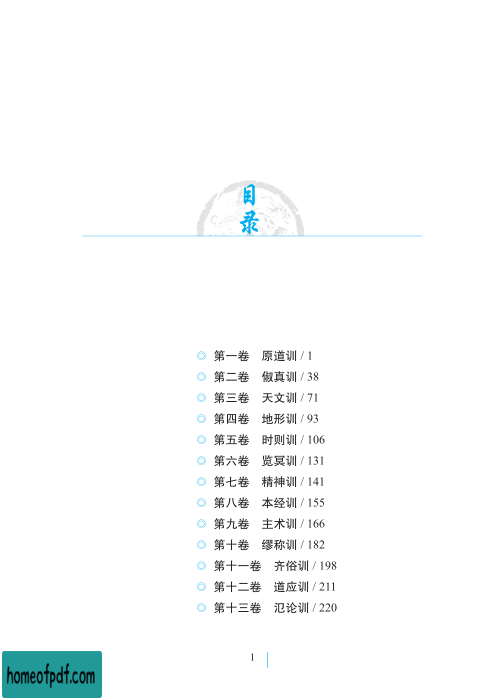 目
录
◎ 第一卷 原道训 / 1
◎ 第二卷 俶真训 / 38
◎ 第三卷 天文训 / 71
◎ 第四卷 地形训 / 93
◎ 第五卷 时则训 / 106
◎ 第六卷 览冥训 / 131
◎ 第七卷 精神训 / 141
◎ 第八卷 本经训 / 155
◎ 第九卷 主术训 / 166
◎ 第十卷 缪称训 / 182
◎ 第十一卷 齐俗训 / 198
◎ 第十二卷 道应训 / 211
◎ 第十三卷 氾论训 / 220
1
homeofpdf.com